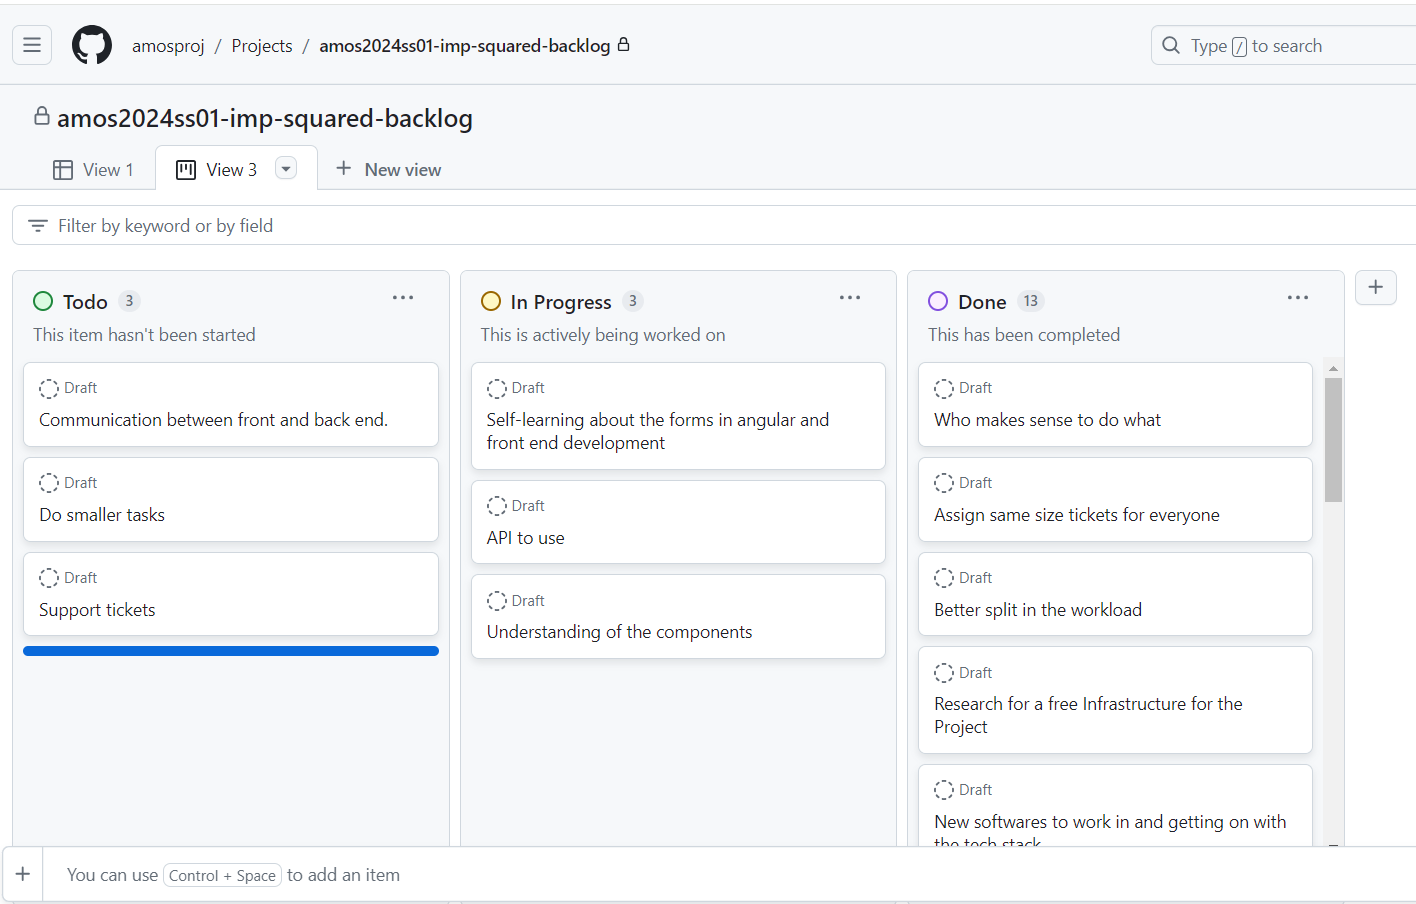 amosproj / Projects / amos2024ss01-imp-squared-backlog
Type / to search
amos2024ss01-imp-squared-backlog
View 1
View 3
New view
Filter by keyword or by field
Todo 3
This item hasn't been started
Draft
Communication between front and back end.
Draft
Do smaller tasks
Draft
Support tickets
In Progress 3
This is actively being worked on
Draft
Self-learning about the forms in angular and
front end development
Draft
API to use
Draft
Understanding of the components
Done 13
This has been completed
Draft
Who makes sense to do what
Draft
Assign same size tickets for everyone
Draft
Better split in the workload
Draft
Research for a free Infrastructure for the
Project
Draft
New softwares to work in and getting on with
the tech stack
You can use Control + Space to add an item